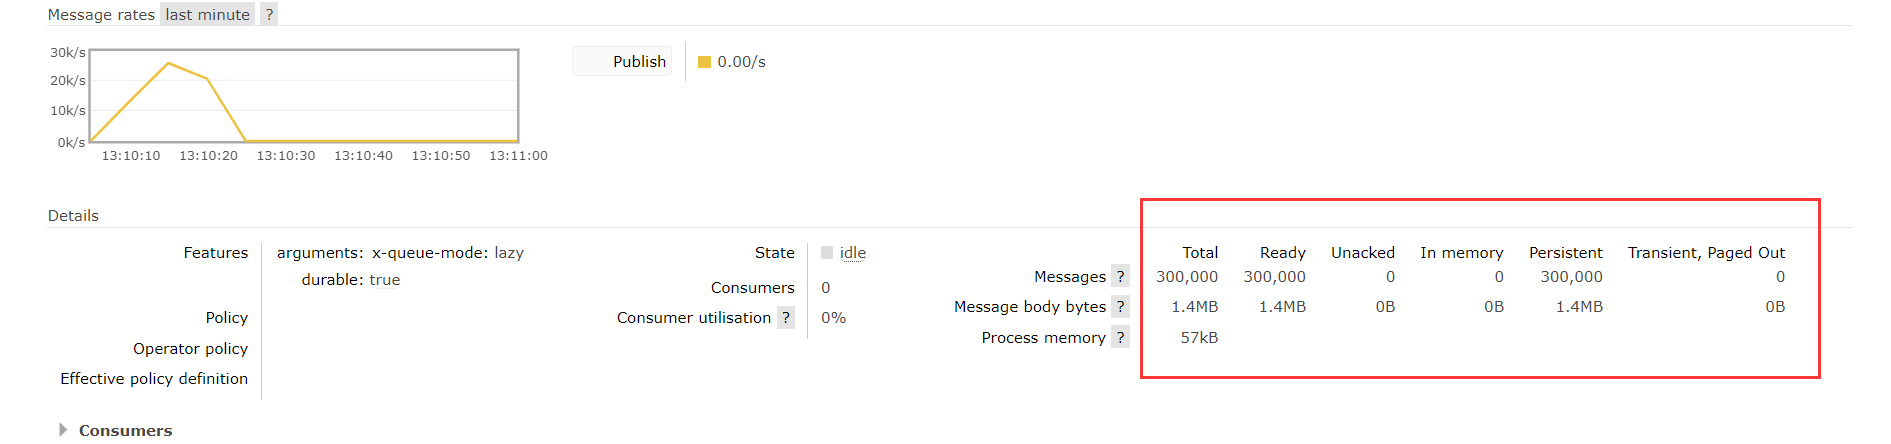 Message rates last minute ?
30k/s
20k/s
10k/s
0k/s
13:10:10 13:10:20 13:10:30 13:10:40 13:10:50 13:11:00
Publish 0.00/s
Details
Features arguments: x-queue-mode: lazy
durable: true
Policy
Operator policy
Effective policy definition
State idle
Consumers 0
Consumer utilisation ? 0%
Total Ready Unacked In memory Persistent Transient, Paged Out
Messages ? 300,000 300,000 0 0 300,000 0
Message body bytes ? 1.4MB 1.4MB 0B 0B 1.4MB 0B
Process memory ? 57kB
Consumers